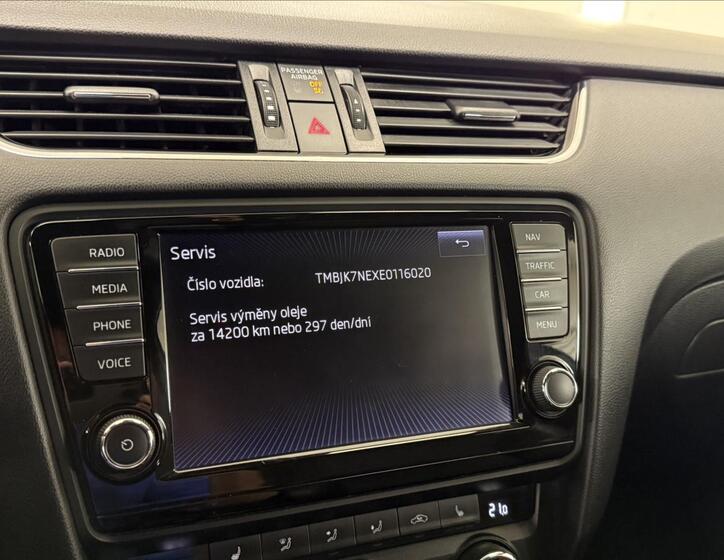 PASSENGER
AIRBAG
OFF
RADIO
MEDIA
PHONE
VOICE
Servis
Číslo vozidla: TMBJK7NEXE0116020
Servis výměny oleje
za 14200 km nebo 297 den/dní
NAV
TRAFFIC
CAR
MENU
21.0